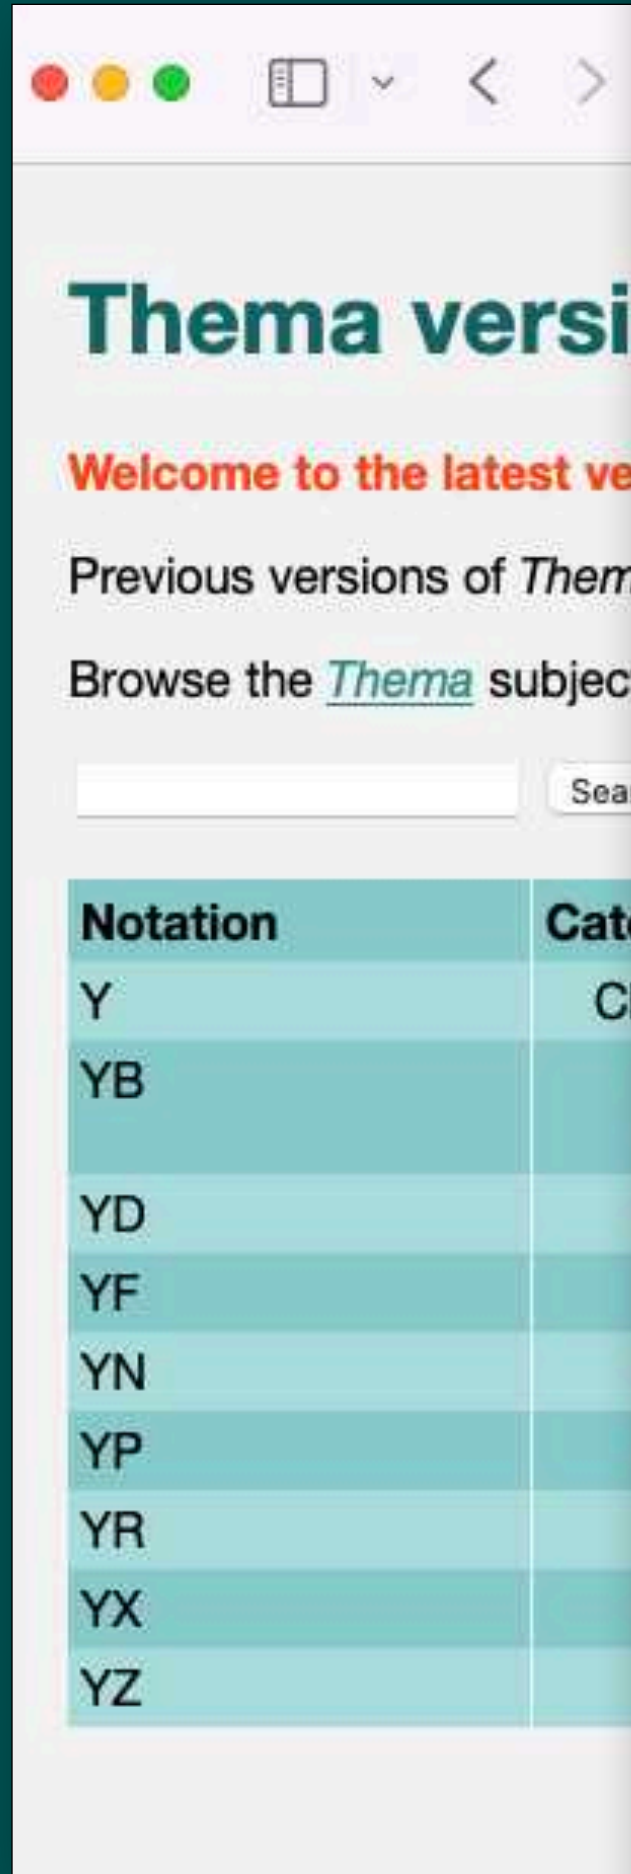 Thema versi
Welcome to the latest ve
Previous versions of Them
Browse the Thema subjec
Sea
Notation Cate
Y C
YB
YD
YF
YN
YP
YR
YX
YZ